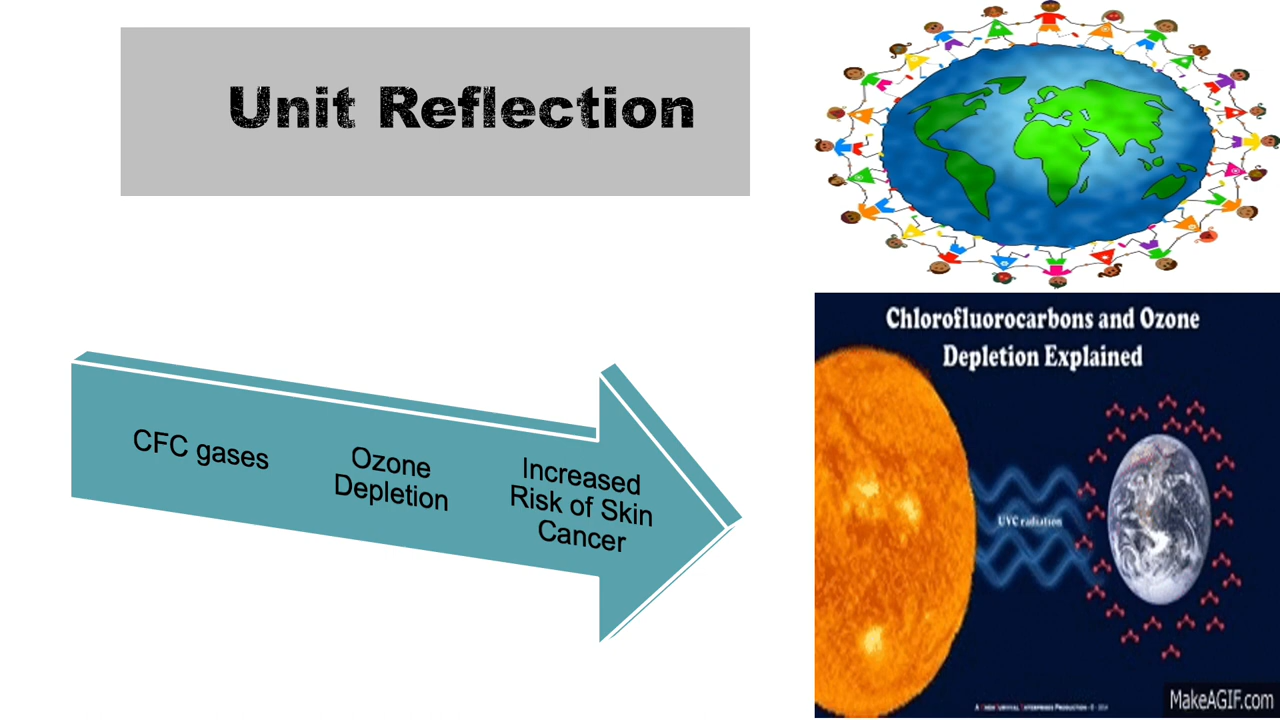 Unit Reflection
CFC gases
Ozone
Depletion
Increased
Risk of Skin
Cancer
Chlorofluorocarbons and Ozone
Depletion Explained
UVC radiation
MakeAGIF.com